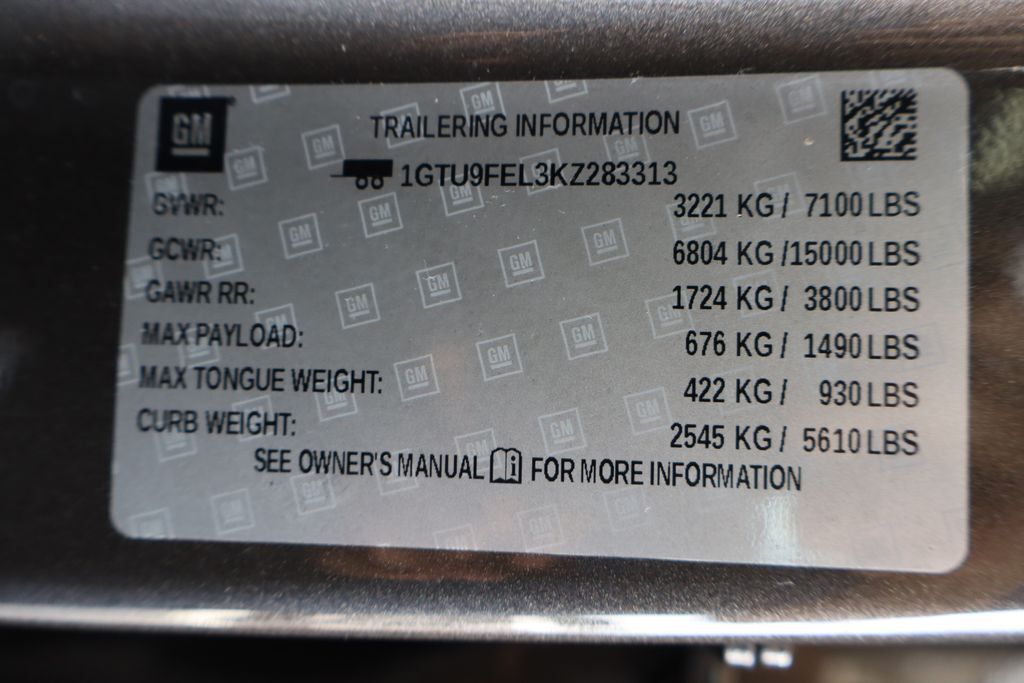 GM
TRAILERING INFORMATION
1GTU9FEL3KZ283313
GVWR: 3221 KG / 7100 LBS
GCWR: 6804 KG /15000 LBS
GAWR RR: 1724 KG / 3800 LBS
MAX PAYLOAD: 676 KG / 1490 LBS
MAX TONGUE WEIGHT: 422 KG / 930 LBS
CURB WEIGHT: 2545 KG / 5610 LBS
SEE OWNER'S MANUAL FOR MORE INFORMATION